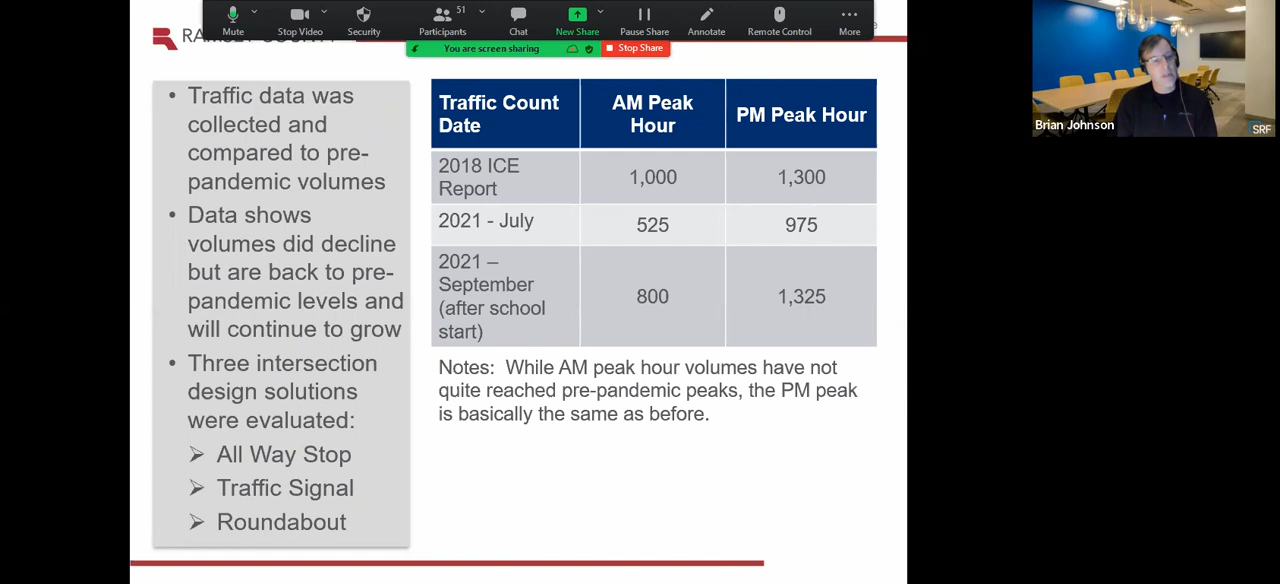 51
Mute
Stop Video
Security
Participants
Chat
New Share
Pause Share
Annotate
Remote Control
More
You are screen sharing
Stop Share
Brian Johnson
SRF
• Traffic data was
collected and
compared to pre-
pandemic volumes
• Data shows
volumes did decline
but are back to pre-
pandemic levels and
will continue to grow
• Three intersection
design solutions
were evaluated:
➢ All Way Stop
➢ Traffic Signal
➢ Roundabout
Traffic Count
Date
AM Peak
Hour
PM Peak Hour
2018 ICE
Report
1,000
1,300
2021 - July
525
975
2021 –
September
(after school
start)
800
1,325
Notes: While AM peak hour volumes have not
quite reached pre-pandemic peaks, the PM peak
is basically the same as before.